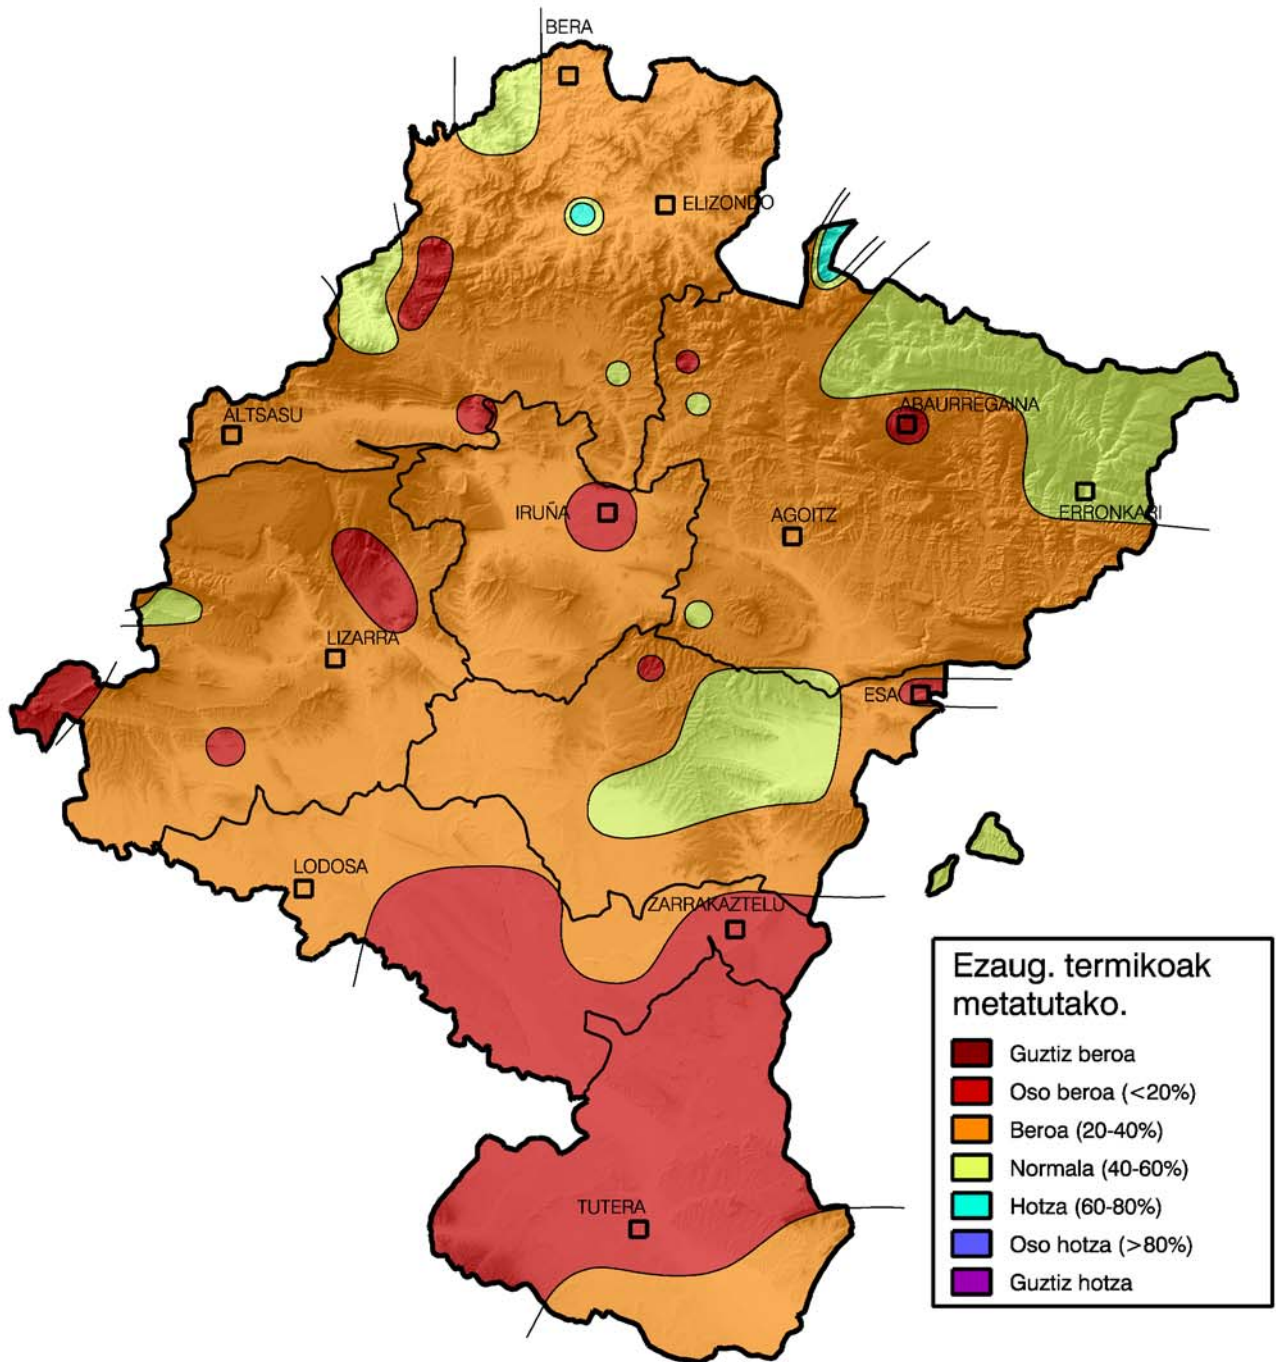 BERA
ELIZONDO
ALTSASU
ABAURREGAINA
IRUÑA
AGOITZ
ERRONKARI
LIZARRA
ESA
LODOSA
ZARRAKAZTELU
TUTERA
Ezaug. termikoak
metatutako.
Guztiz beroa
Oso beroa (<20%)
Beroa (20-40%)
Normala (40-60%)
Hotza (60-80%)
Oso hotza (>80%)
Guztiz hotza